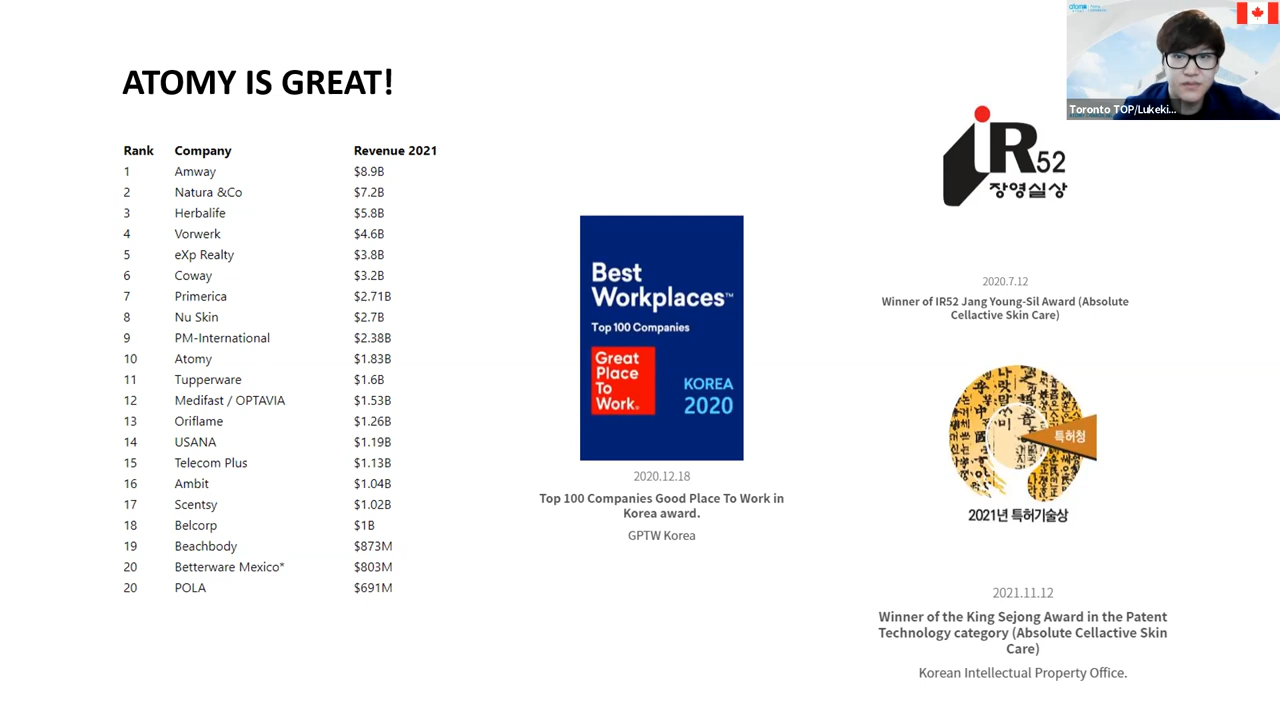 ATOMY IS GREAT!
Rank Company Revenue 2021
1 Amway $8.9B
2 Natura &Co $7.2B
3 Herbalife $5.8B
4 Vorwerk $4.6B
5 eXp Realty $3.8B
6 Coway $3.2B
7 Primerica $2.71B
8 Nu Skin $2.7B
9 PM-International $2.38B
10 Atomy $1.83B
11 Tupperware $1.6B
12 Medifast / OPTAVIA $1.53B
13 Oriflame $1.26B
14 USANA $1.19B
15 Telecom Plus $1.13B
16 Ambit $1.04B
17 Scentsy $1.02B
18 Belcorp $1B
19 Beachbody $873M
20 Betterware Mexico* $803M
20 POLA $691M
Best
Workplaces™
Top 100 Companies
Great
Place
To
Work.
KOREA
2020
2020.12.18
Top 100 Companies Good Place To Work in
Korea award.
GPTW Korea
Toronto TOP/Lukeki...
iR52
장영실상
2020.7.12
Winner of IR52 Jang Young-Sil Award (Absolute
Cellactive Skin Care)
특허청
2021년 특허기술상
2021.11.12
Winner of the King Sejong Award in the Patent
Technology category (Absolute Cellactive Skin
Care)
Korean Intellectual Property Office.